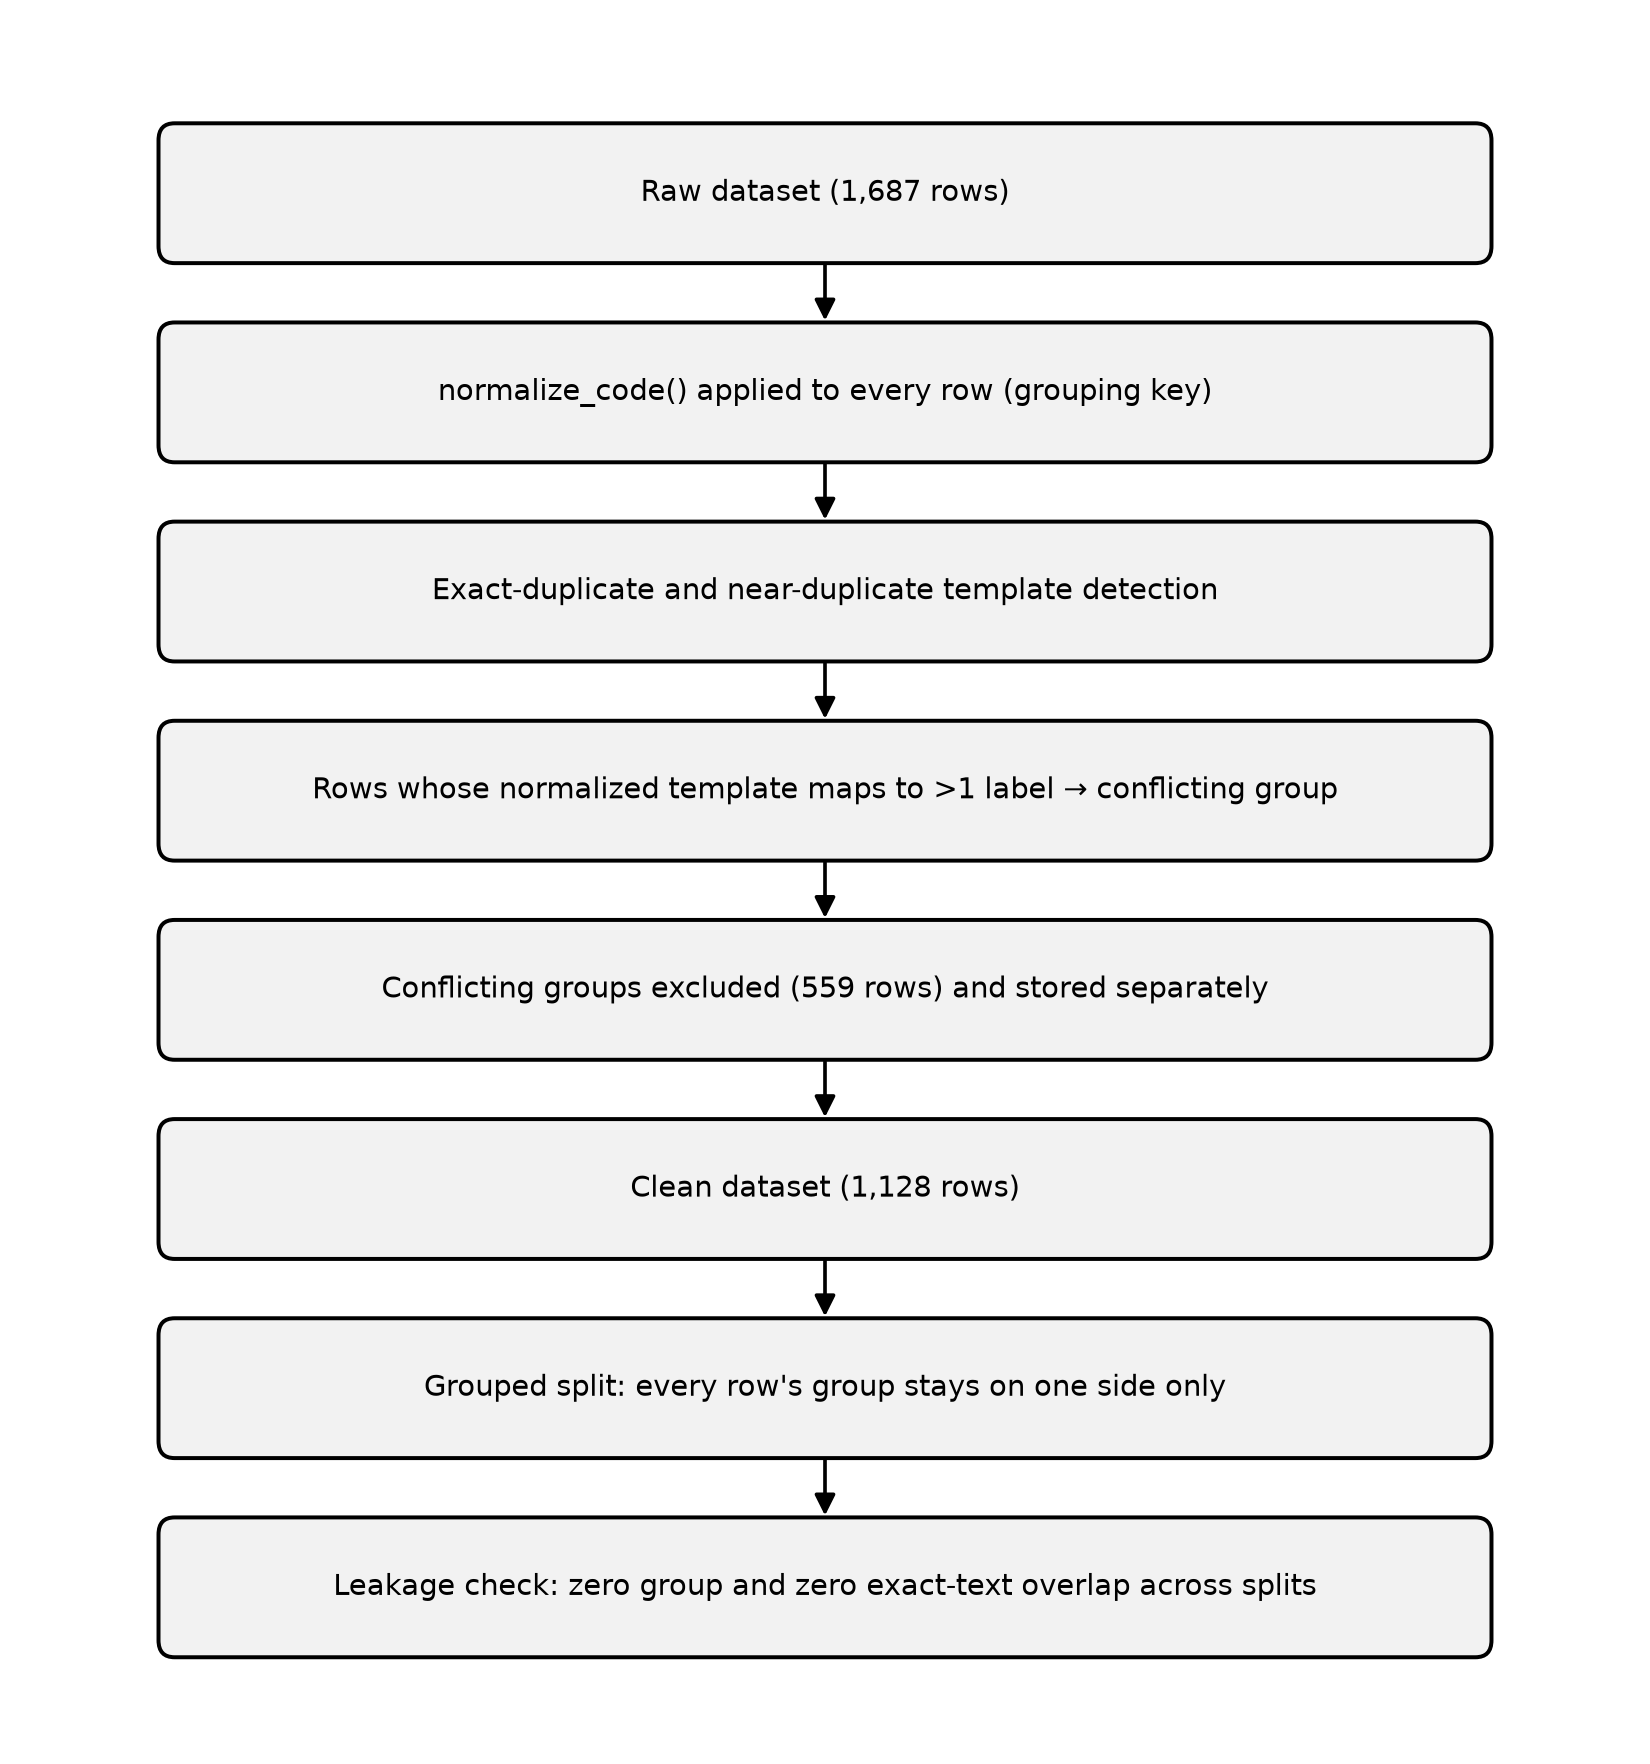 Raw dataset (1,687 rows)
normalize_code() applied to every row (grouping key)
Exact-duplicate and near-duplicate template detection
Rows whose normalized template maps to >1 label → conflicting group
Conflicting groups excluded (559 rows) and stored separately
Clean dataset (1,128 rows)
Grouped split: every row's group stays on one side only
Leakage check: zero group and zero exact-text overlap across splits